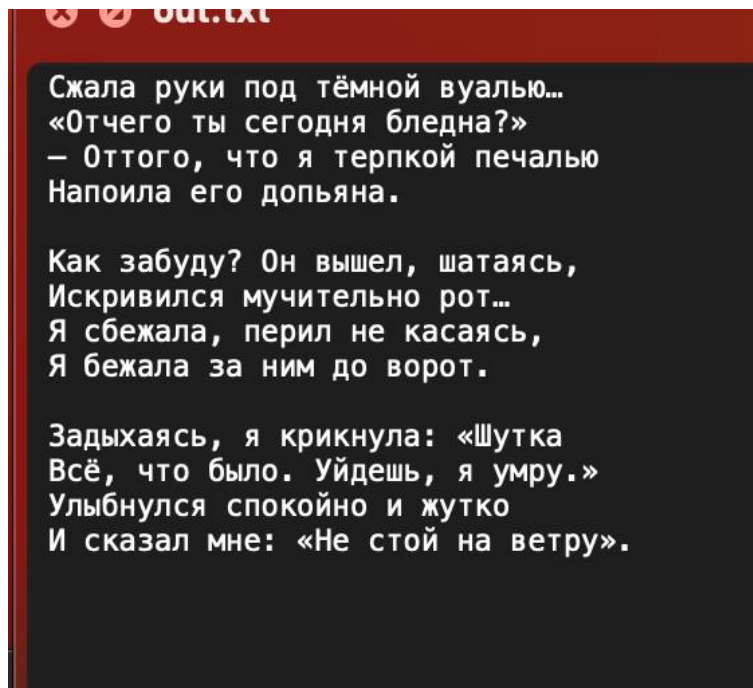 out.txt
Сжала руки под тёмной вуалью…
«Отчего ты сегодня бледна?»
— Оттого, что я терпкой печалью
Напоила его допьяна.

Как забуду? Он вышел, шатаясь,
Искривился мучительно рот…
Я сбежала, перил не касаясь,
Я бежала за ним до ворот.

Задыхаясь, я крикнула: «Шутка
Всё, что было. Уйдешь, я умру.»
Улыбнулся спокойно и жутко
И сказал мне: «Не стой на ветру».